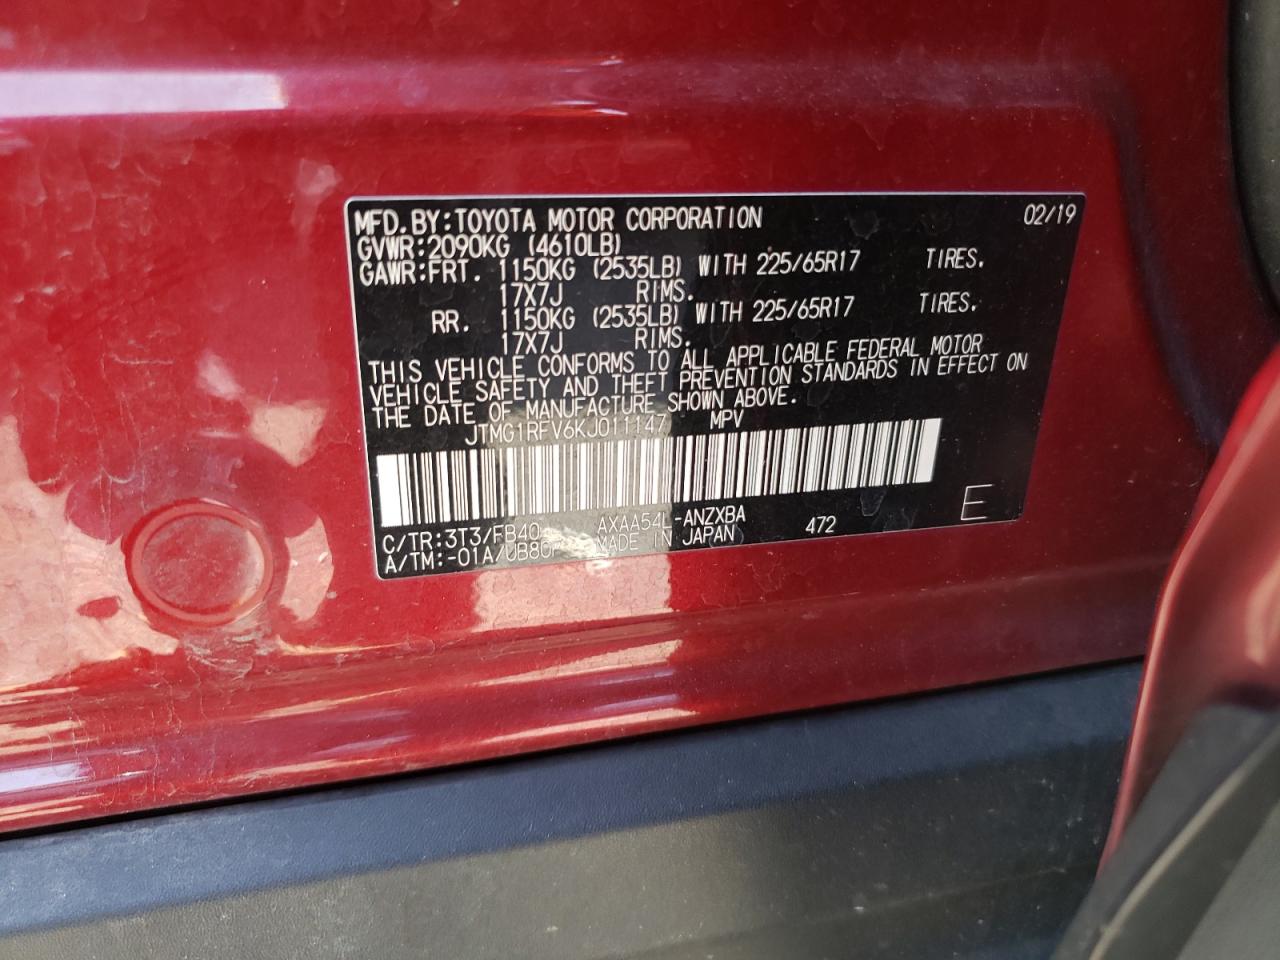 MFD.BY:TOYOTA MOTOR CORPORATION 02/19
GVWR:2090KG (4610LB)
GAWR:FRT. 1150KG (2535LB) WITH 225/65R17 TIRES.
17X7J RIMS.
RR. 1150KG (2535LB) WITH 225/65R17 TIRES.
17X7J RIMS.
THIS VEHICLE CONFORMS TO ALL APPLICABLE FEDERAL MOTOR
VEHICLE SAFETY AND THEFT PREVENTION STANDARDS IN EFFECT ON
THE DATE OF MANUFACTURE SHOWN ABOVE.
JTMG1RFV6KJ011147 MPV
C/TR:3T3/FB40 AXAA54L-ANZXBA 472 E
A/TM:-01A/ MADE IN JAPAN